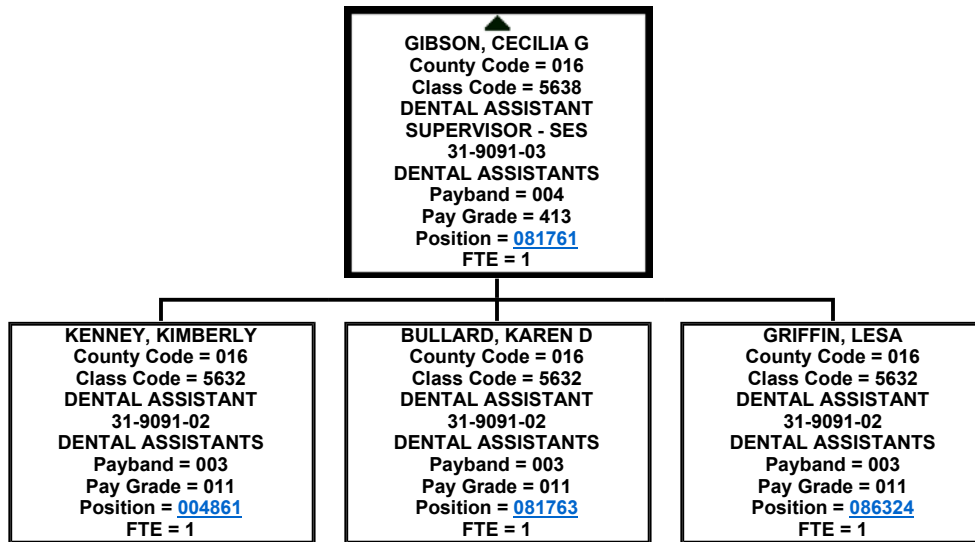 GIBSON, CECILIA G
County Code = 016
Class Code = 5638
DENTAL ASSISTANT
SUPERVISOR - SES
31-9091-03
DENTAL ASSISTANTS
Payband = 004
Pay Grade = 413
Position = 081761
FTE = 1
KENNEY, KIMBERLY
County Code = 016
Class Code = 5632
DENTAL ASSISTANT
31-9091-02
DENTAL ASSISTANTS
Payband = 003
Pay Grade = 011
Position = 004861
FTE = 1
BULLARD, KAREN D
County Code = 016
Class Code = 5632
DENTAL ASSISTANT
31-9091-02
DENTAL ASSISTANTS
Payband = 003
Pay Grade = 011
Position = 081763
FTE = 1
GRIFFIN, LESA
County Code = 016
Class Code = 5632
DENTAL ASSISTANT
31-9091-02
DENTAL ASSISTANTS
Payband = 003
Pay Grade = 011
Position = 086324
FTE = 1